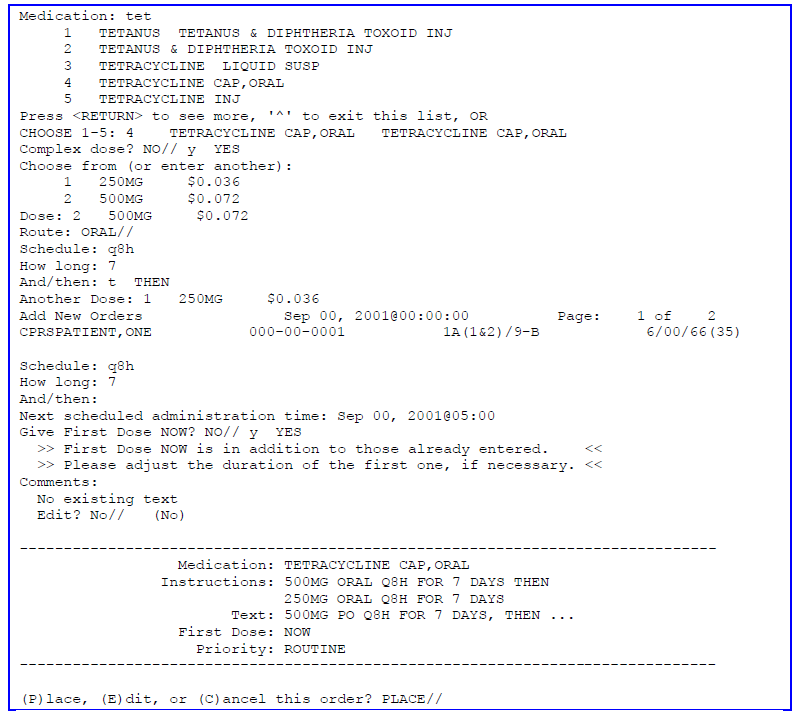 Medication: tet
1 TETANUS TETANUS & DIPHTHERIA TOXOID INJ
2 TETANUS & DIPHTHERIA TOXOID INJ
3 TETRACYCLINE LIQUID SUSP
4 TETRACYCLINE CAP,ORAL
5 TETRACYCLINE INJ
Press <RETURN> to see more, '^' to exit this list, OR
CHOOSE 1-5: 4 TETRACYCLINE CAP,ORAL TETRACYCLINE CAP,ORAL
Complex dose? NO// y YES
Choose from (or enter another):
1 250MG $0.036
2 500MG $0.072
Dose: 2 500MG $0.072
Route: ORAL//
Schedule: q8h
How long: 7
And/then: t THEN
Another Dose: 1 250MG $0.036
Add New Orders Sep 00, 2001@00:00:00 Page: 1 of 2
CPRSPATIENT,ONE 000-00-0001 1A(1&2)/9-B 6/00/66(35)
Schedule: q8h
How long: 7
And/then:
Next scheduled administration time: Sep 00, 2001@05:00
Give First Dose NOW? NO// y YES
>> First Dose NOW is in addition to those already entered. <<
>> Please adjust the duration of the first one, if necessary. <<
Comments:
No existing text
Edit? No// (No)
--------------------------------------------------------------------------------
Medication: TETRACYCLINE CAP,ORAL
Instructions: 500MG ORAL Q8H FOR 7 DAYS THEN
250MG ORAL Q8H FOR 7 DAYS
Text: 500MG PO Q8H FOR 7 DAYS, THEN ...
First Dose: NOW
Priority: ROUTINE
--------------------------------------------------------------------------------
(P)lace, (E)dit, or (C)ancel this order? PLACE//